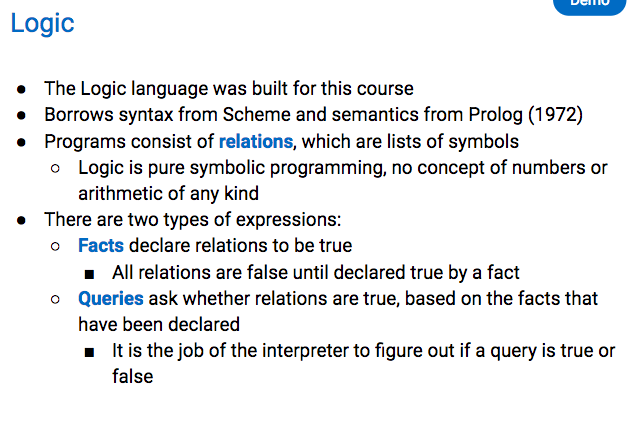 Demo
Logic
● The Logic language was built for this course
● Borrows syntax from Scheme and semantics from Prolog (1972)
● Programs consist of relations, which are lists of symbols
○ Logic is pure symbolic programming, no concept of numbers or
arithmetic of any kind
● There are two types of expressions:
○ Facts declare relations to be true
■ All relations are false until declared true by a fact
○ Queries ask whether relations are true, based on the facts that
have been declared
■ It is the job of the interpreter to figure out if a query is true or
false